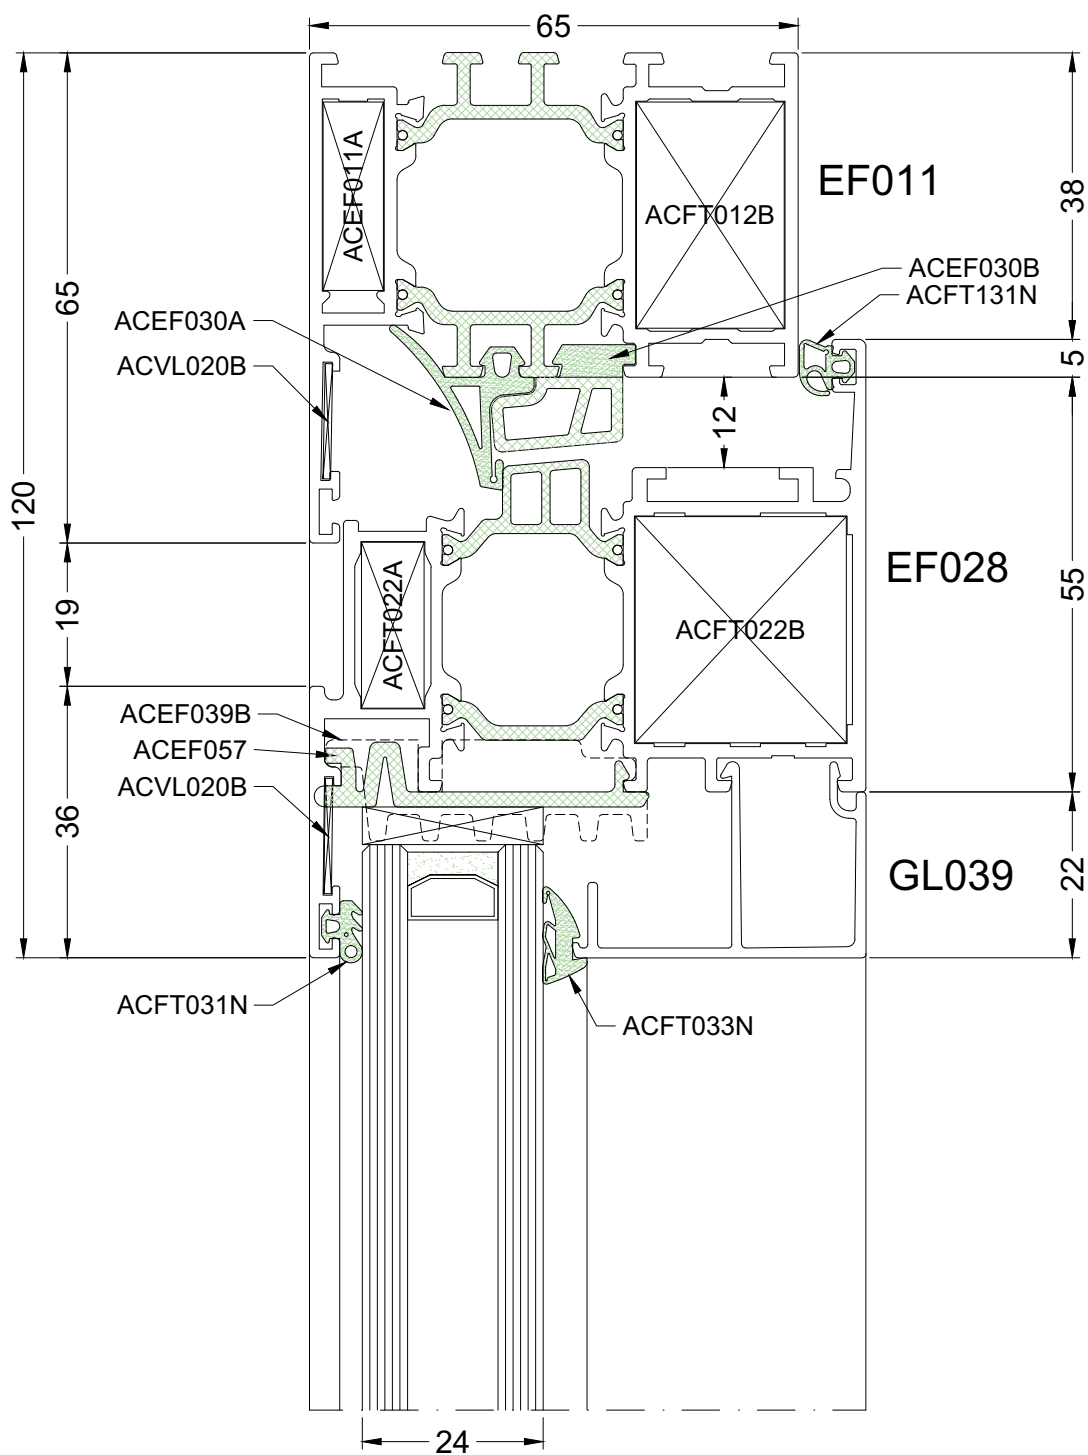 65
EF011
ACEF011A
ACFT012B
38
ACEF030B
ACFT131N
65
ACEF030A
ACVL020B
5
12
120
EF028
55
19
ACFT022A
ACFT022B
ACEF039B
ACEF057
ACVL020B
36
GL039
22
ACFT031N
ACFT033N
24